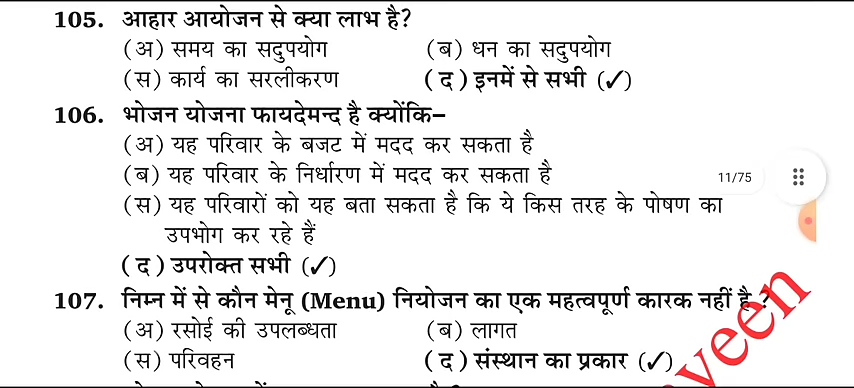 105. आहार आयोजन से क्या लाभ है?
(अ) समय का सदुपयोग (ब) धन का सदुपयोग
(स) कार्य का सरलीकरण (द) इनमें से सभी (✓)
106. भोजन योजना फायदेमन्द है क्योंकि–
(अ) यह परिवार के बजट में मदद कर सकता है
(ब) यह परिवार के निर्धारण में मदद कर सकता है
11/75
(स) यह परिवारों को यह बता सकता है कि ये किस तरह के पोषण का
उपभोग कर रहे हैं
(द) उपरोक्त सभी (✓)
107. निम्न में से कौन मेनू (Menu) नियोजन का एक महत्वपूर्ण कारक नहीं है ?
(अ) रसोई की उपलब्धता (ब) लागत
(स) परिवहन (द) संस्थान का प्रकार (✓)
veen